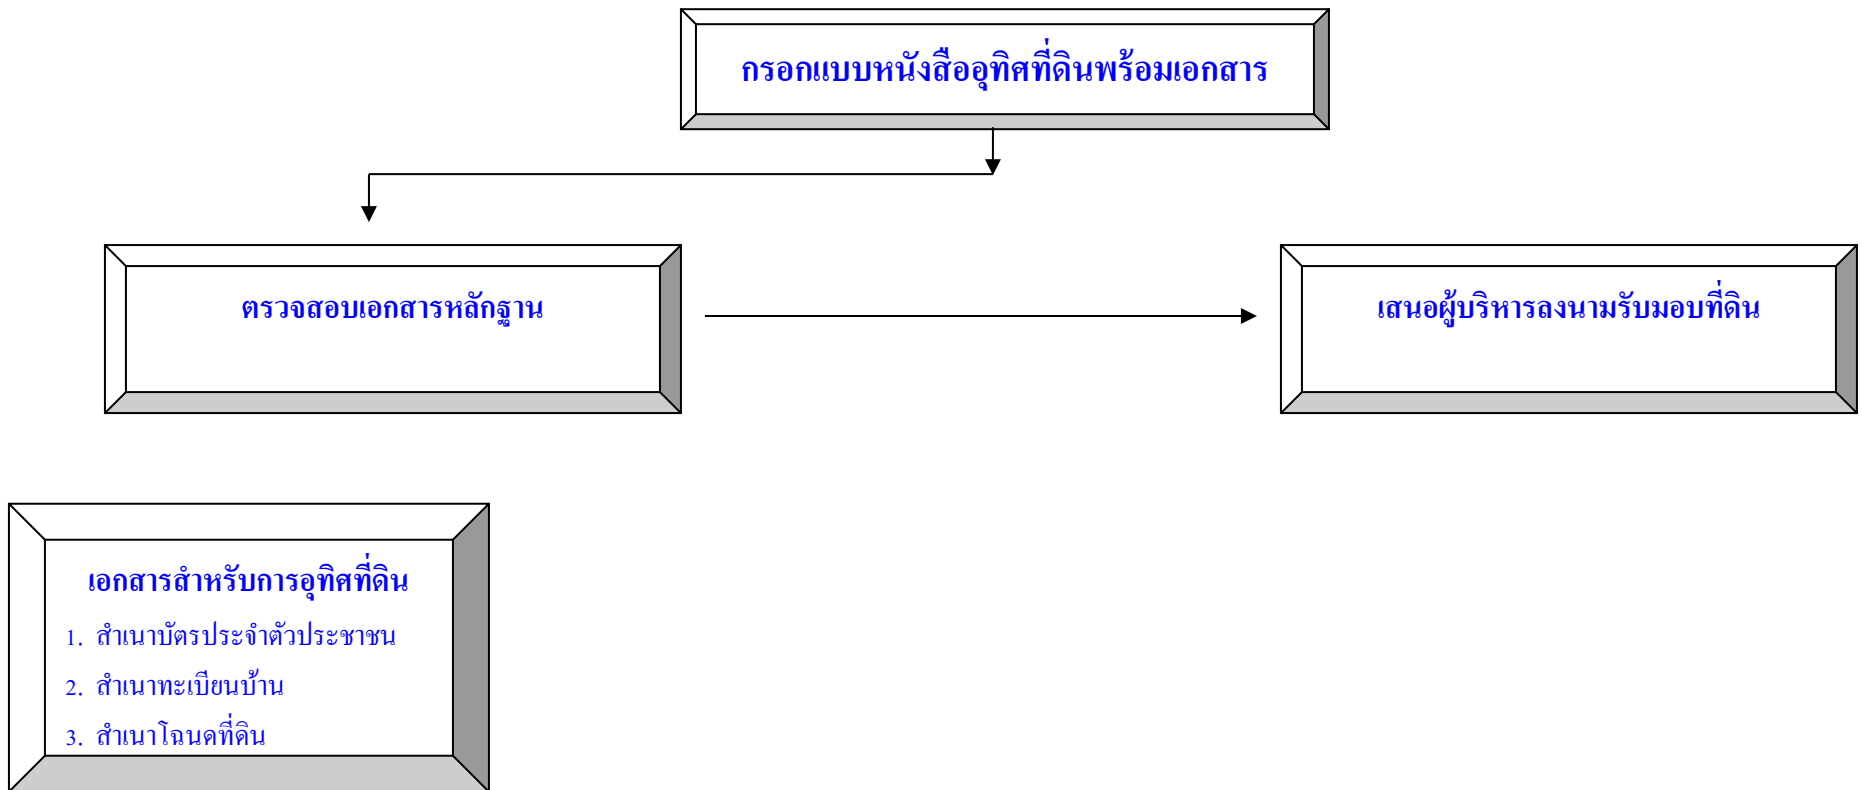 กรอกแบบหนังสืออุทิศที่ดินพร้อมเอกสาร
ตรวจสอบเอกสารหลักฐาน
เสนอผู้บริหารลงนามรับมอบที่ดิน
เอกสารสำหรับการอุทิศที่ดิน
1. สำเนาบัตรประจำตัวประชาชน
2. สำเนาทะเบียนบ้าน
3. สำเนาโฉนดที่ดิน